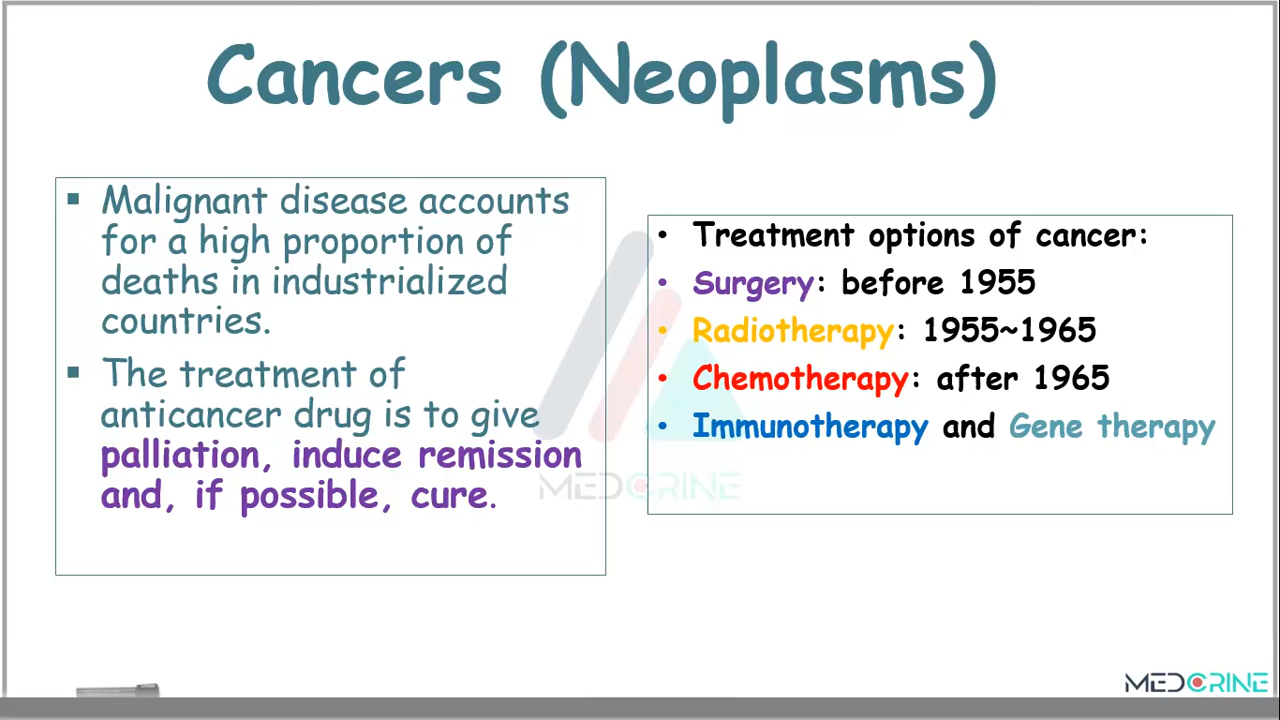 Cancers (Neoplasms)
▪ Malignant disease accounts
for a high proportion of
deaths in industrialized
countries.
▪ The treatment of
anticancer drug is to give
palliation, induce remission
and, if possible, cure.
• Treatment options of cancer:
• Surgery: before 1955
• Radiotherapy: 1955~1965
• Chemotherapy: after 1965
• Immunotherapy and Gene therapy
MEDCRINE
MEDCRINE